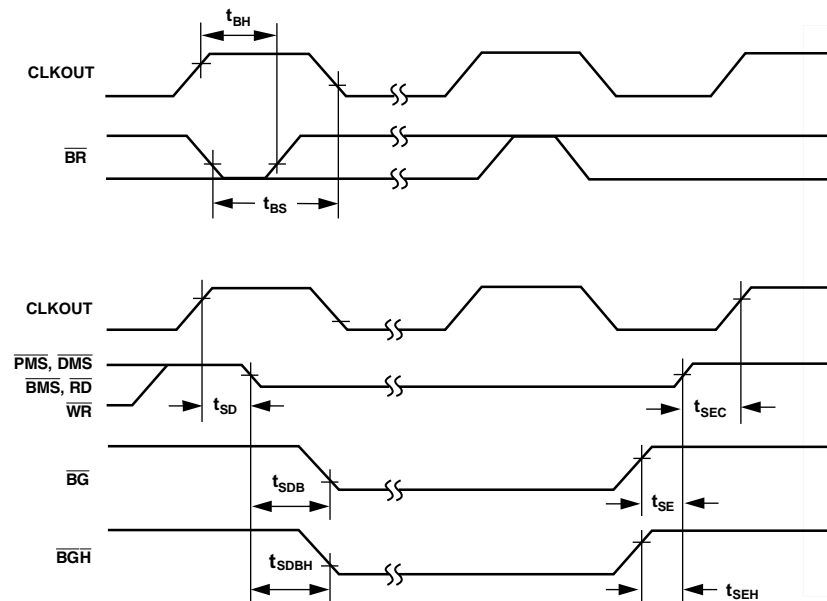 tBH
CLKOUT
BR
tBS
CLKOUT
PMS, DMS
BMS, RD
WR
tSD
tSEC
BG
tSDB
tSE
BGH
tSDBH
tSEH